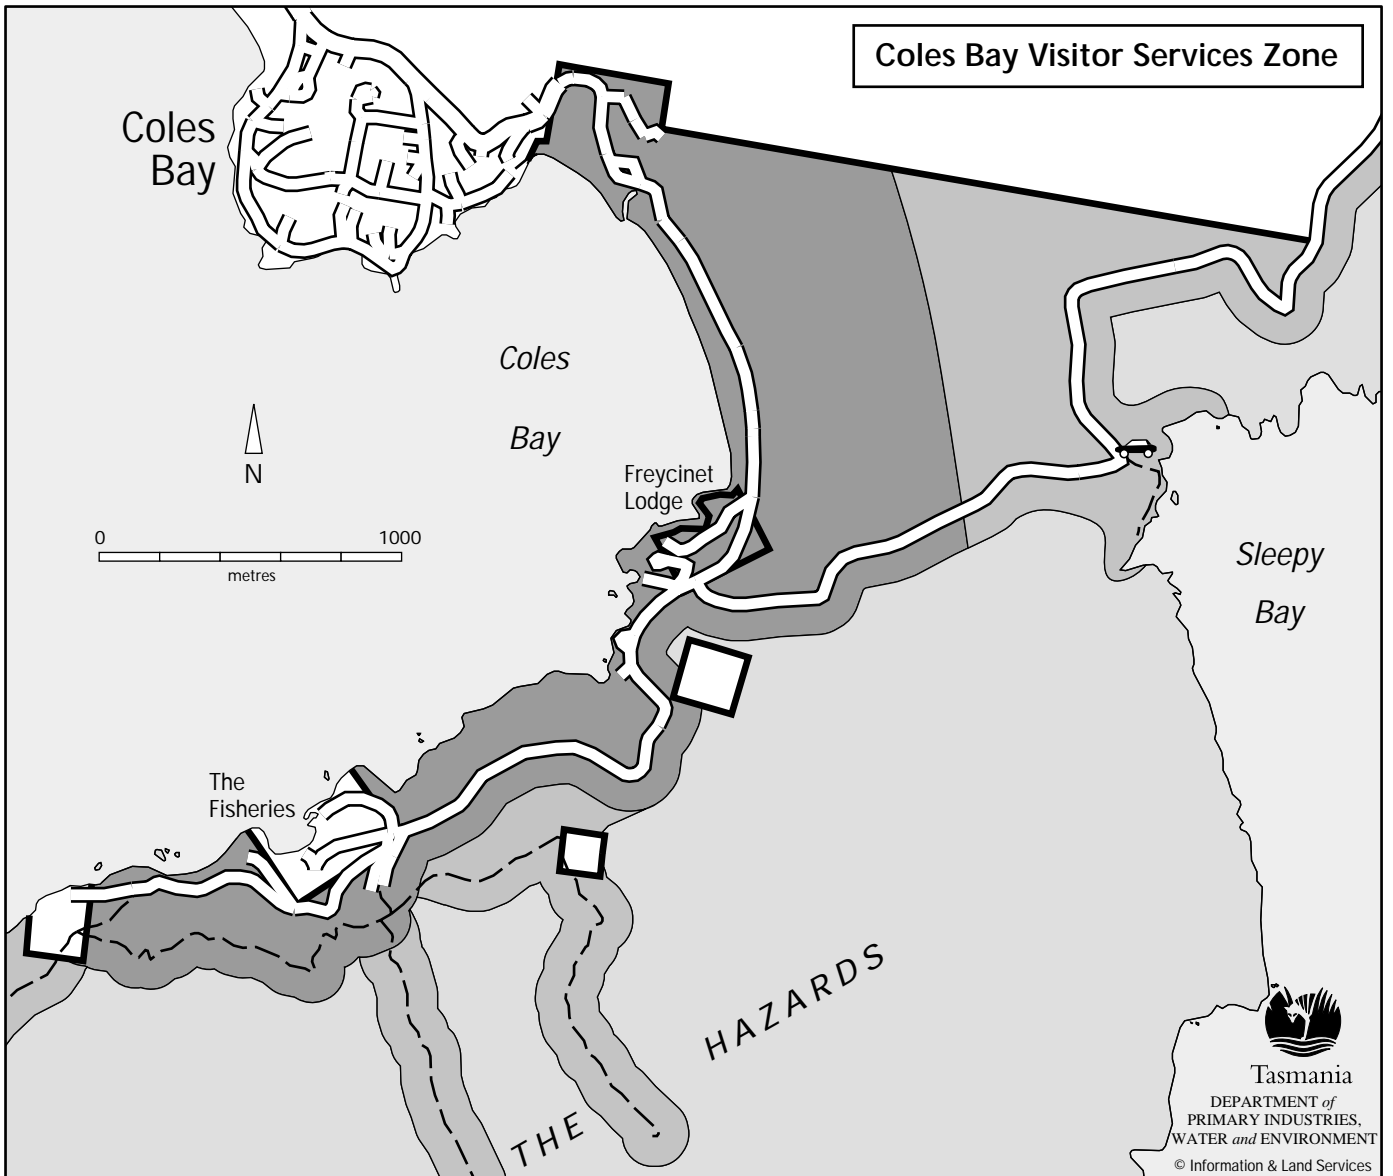 Coles Bay Visitor Services Zone
Coles
Bay
Coles
Bay
Freycinet
Lodge
N
0 1000
metres
Sleepy
Bay
The
Fisheries
THE HAZARDS
Tasmania
DEPARTMENT of
PRIMARY INDUSTRIES,
WATER and ENVIRONMENT
© Information & Land Services